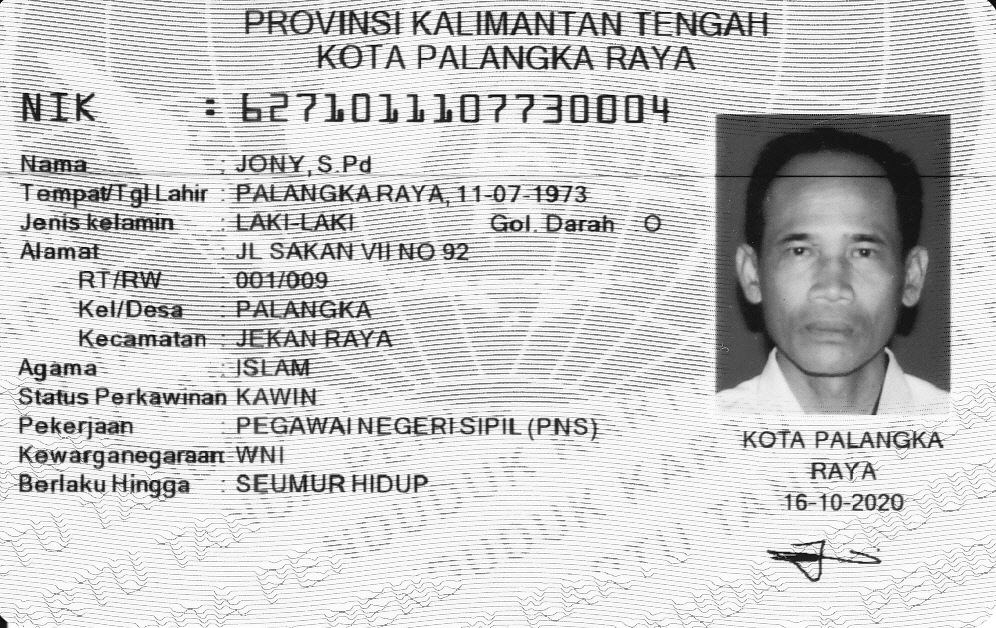 PROVINSI KALIMANTAN TENGAH
KOTA PALANGKA RAYA
NIK : 6271011107730004
Nama : JONY, S.Pd
Tempat/Tgl Lahir : PALANGKA RAYA, 11-07-1973
Jenis kelamin : LAKI-LAKI Gol. Darah O
Alamat : JL SAKAN VII NO 92
RT/RW : 001/009
Kel/Desa : PALANGKA
Kecamatan : JEKAN RAYA
Agama : ISLAM
Status Perkawinan KAWIN
Pekerjaan : PEGAWAI NEGERI SIPIL (PNS)
Kewarganegaraan: WNI
Berlaku Hingga : SEUMUR HIDUP
KOTA PALANGKA
RAYA
16-10-2020